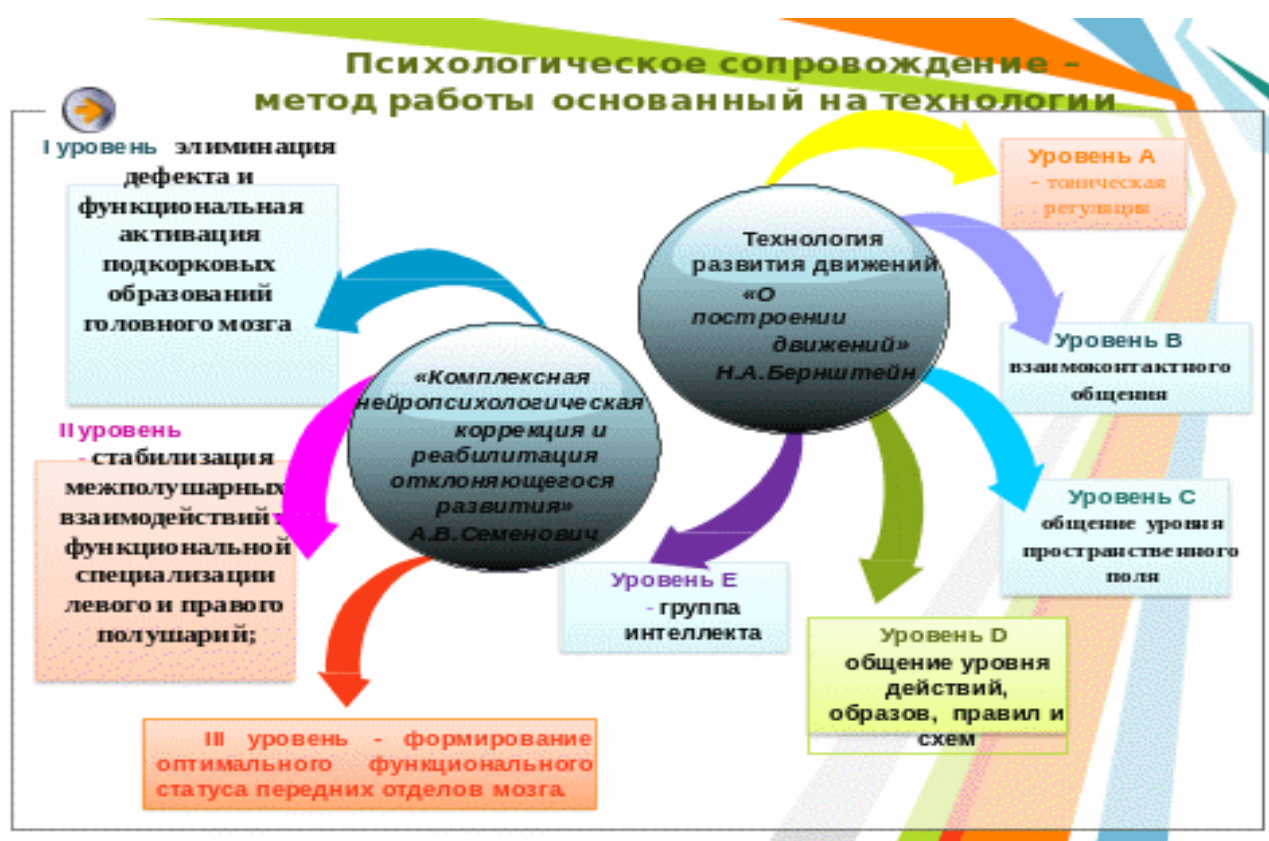 Психологическое сопровождение –
метод работы основанный на технологии
I уровень элиминация
дефекта и
функциональная
активация
подкорковых
образований
головного мозга
II уровень
- стабилизация
межполушарных
взаимодействий
функциональной
специализации
левого и правого
полушарий;
«Комплексная
нейропсихологическая
коррекция и
реабилитация
отклоняющегося
развития»
А.В.Семенович
III уровень - формирование
оптимального функционального
статуса передних отделов мозга.
Технология
развития движений
«О
построении
движений»
Н.А.Бернштейн
Уровень А
- тоническая
регуляция
Уровень В
взаимоконтактного
общения
Уровень С
общение уровня
пространственного
поля
Уровень D
общение уровня
действий,
образов, правил и
схем
Уровень Е
- группа
интеллекта